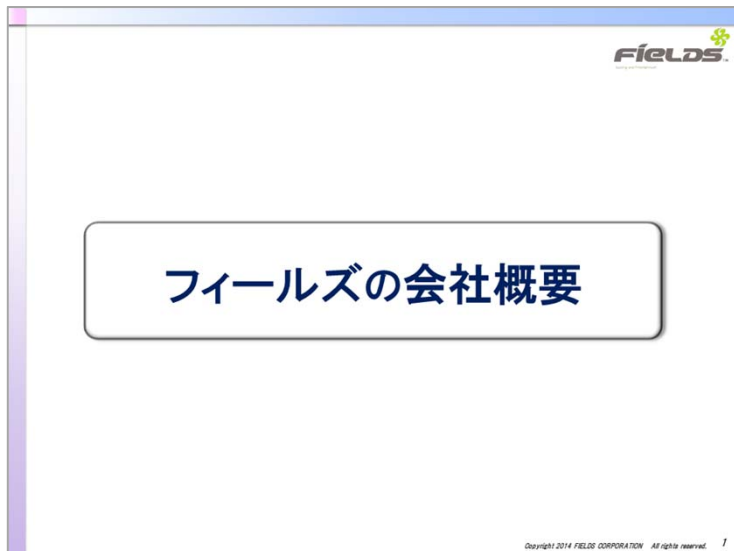 FIELDS
フィールズの会社概要
Copyright 2014 FIELDS CORPORATION All rights reserved. 1